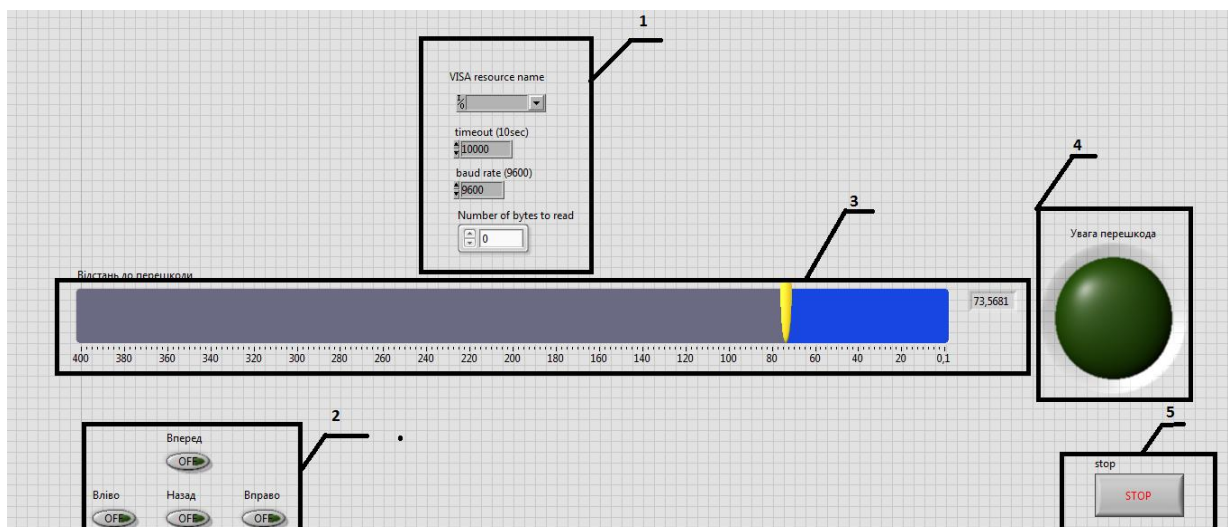 1
VISA resource name
timeout (10sec)
10000
baud rate (9600)
9600
Number of bytes to read
0
3
4
Увага перешкода
Відстань до перешкоди
73,5681
400 380 360 340 320 300 280 260 240 220 200 180 160 140 120 100 80 60 40 20 0,1
2
Вперед
OFF
Вліво Назад Вправо
OFF OFF OFF
5
stop
STOP